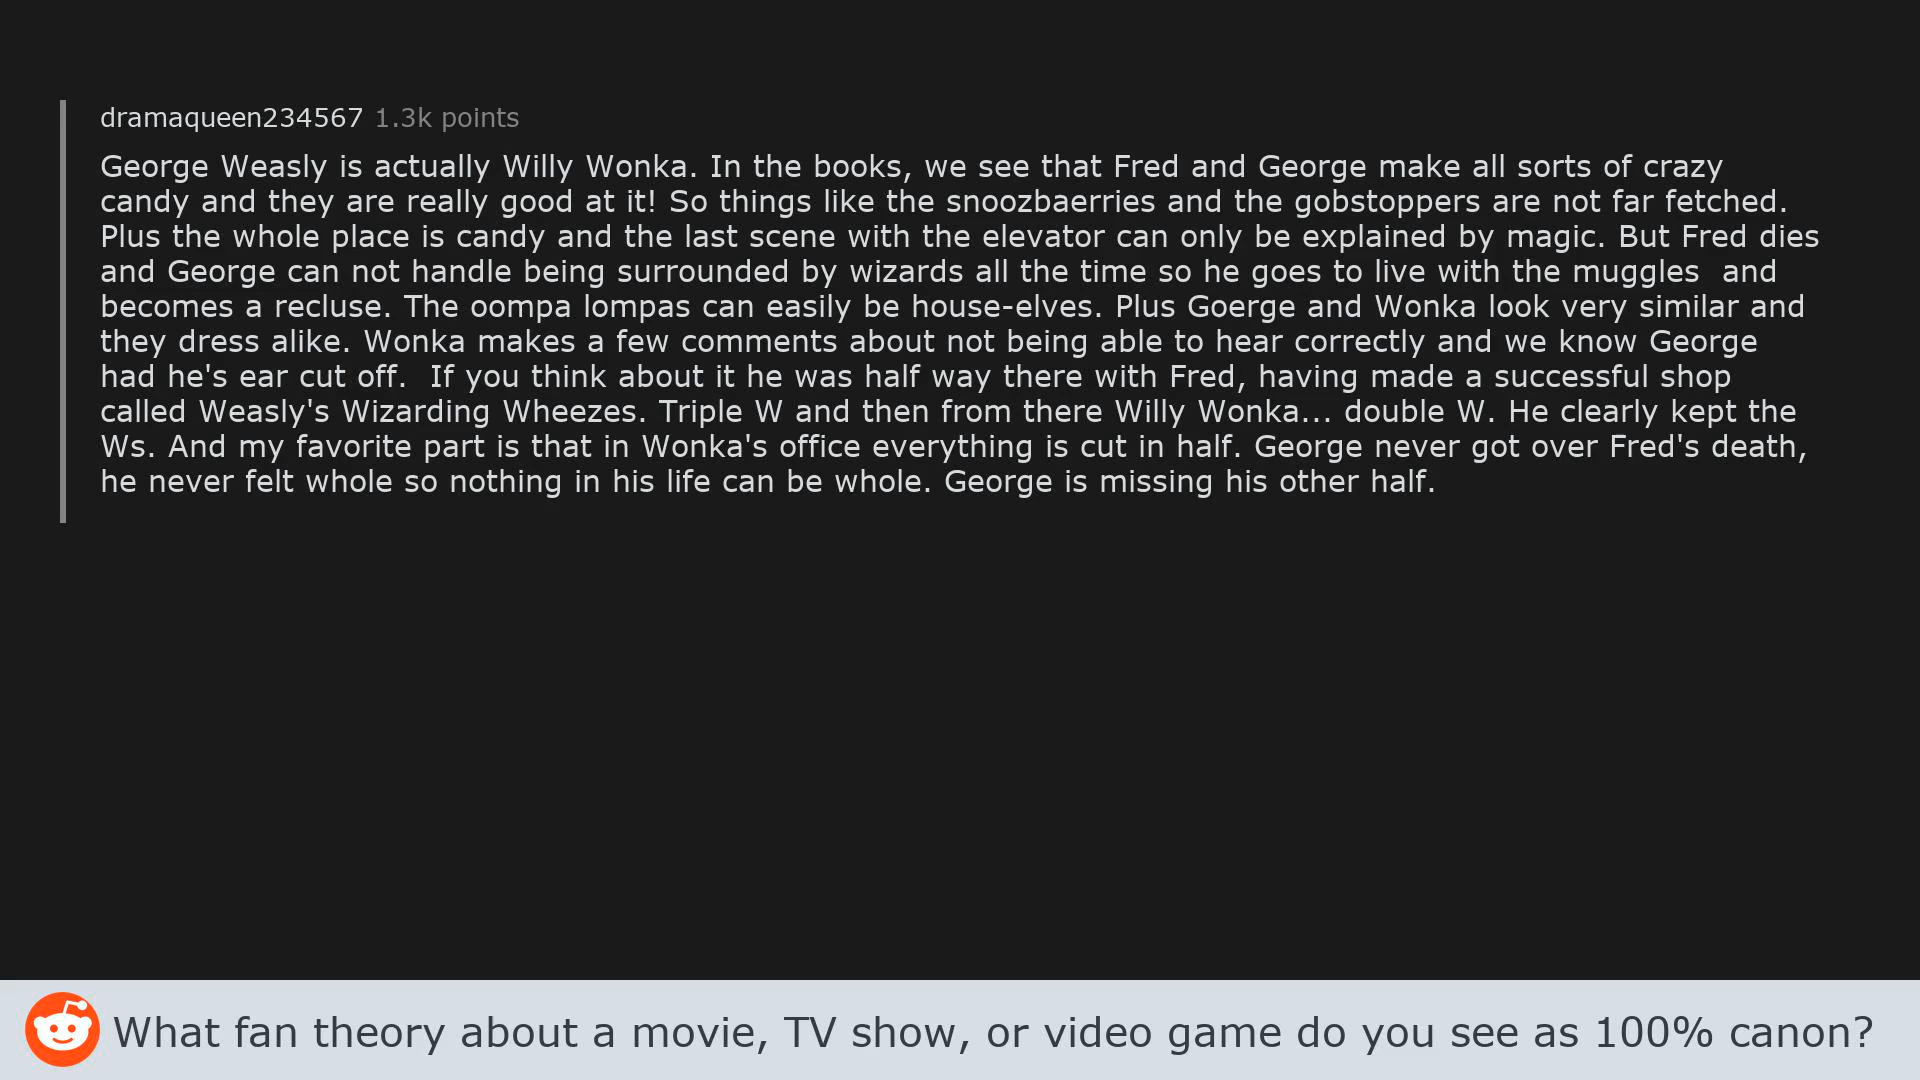 dramaqueen234567 1.3k points
George Weasly is actually Willy Wonka. In the books, we see that Fred and George make all sorts of crazy
candy and they are really good at it! So things like the snoozbaerries and the gobstoppers are not far fetched.
Plus the whole place is candy and the last scene with the elevator can only be explained by magic. But Fred dies
and George can not handle being surrounded by wizards all the time so he goes to live with the muggles  and
becomes a recluse. The oompa lompas can easily be house-elves. Plus Goerge and Wonka look very similar and
they dress alike. Wonka makes a few comments about not being able to hear correctly and we know George
had he's ear cut off.  If you think about it he was half way there with Fred, having made a successful shop
called Weasly's Wizarding Wheezes. Triple W and then from there Willy Wonka... double W. He clearly kept the
Ws. And my favorite part is that in Wonka's office everything is cut in half. George never got over Fred's death,
he never felt whole so nothing in his life can be whole. George is missing his other half.
What fan theory about a movie, TV show, or video game do you see as 100% canon?